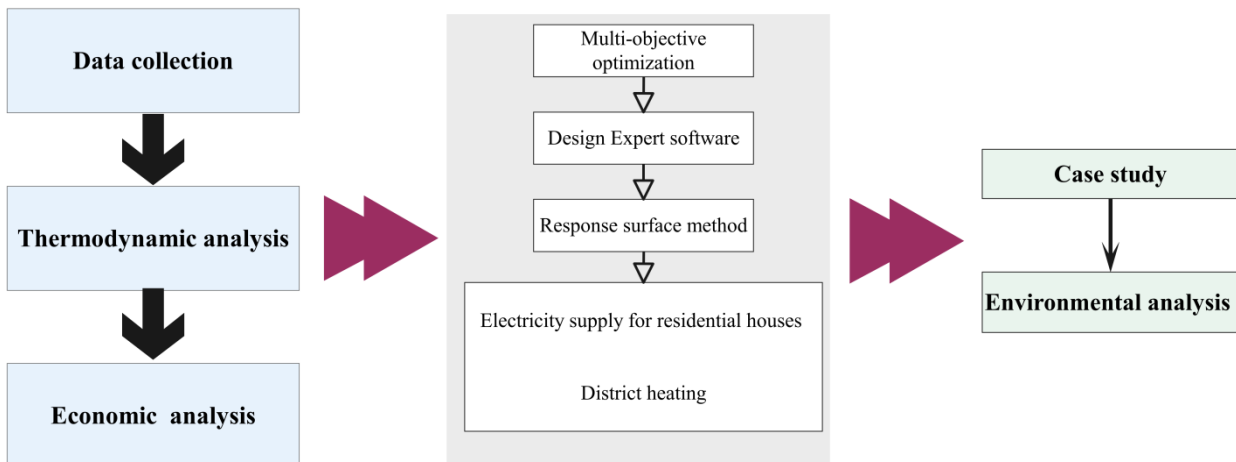 Data collection
Thermodynamic analysis
Economic analysis
Multi-objective
optimization
Design Expert software
Response surface method
Electricity supply for residential houses
District heating
Case study
Environmental analysis